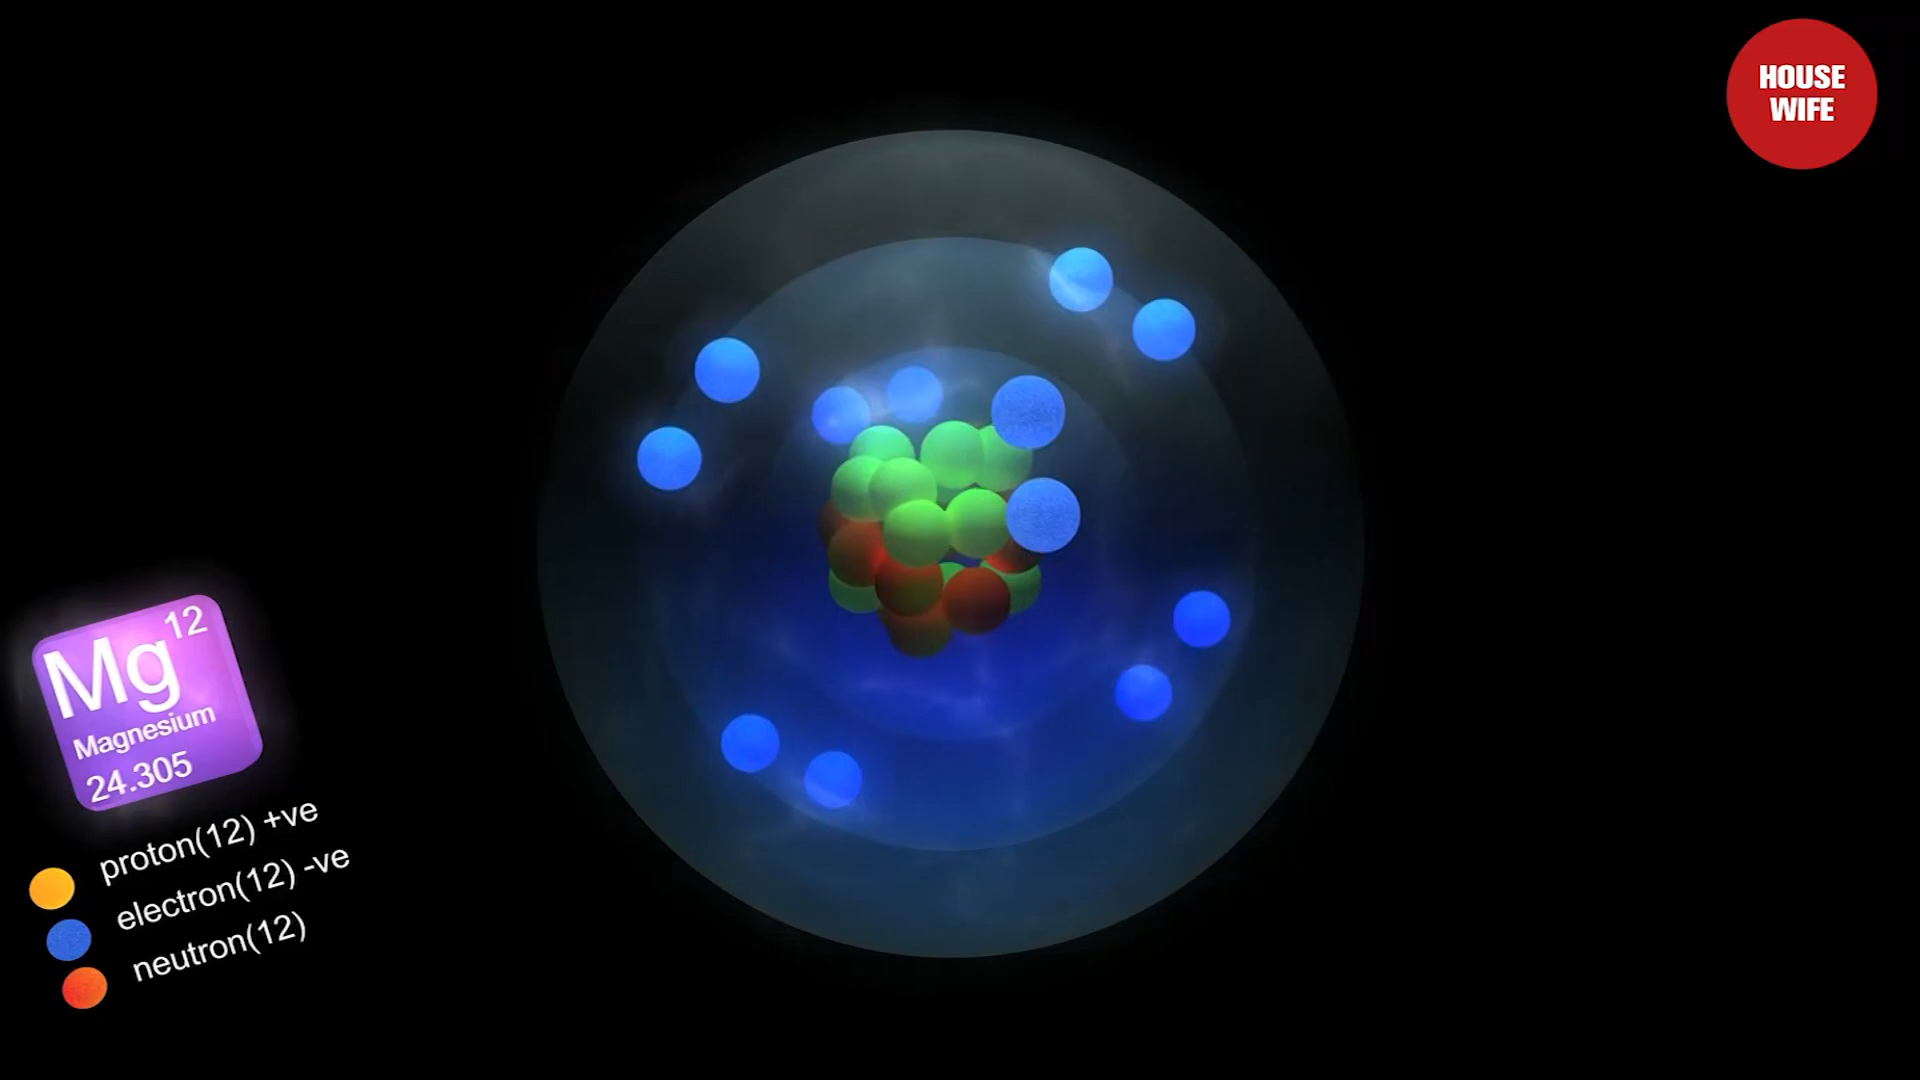 HOUSE
WIFE
12
Mg
Magnesium
24.305
proton(12) +ve
electron(12) -ve
neutron(12)